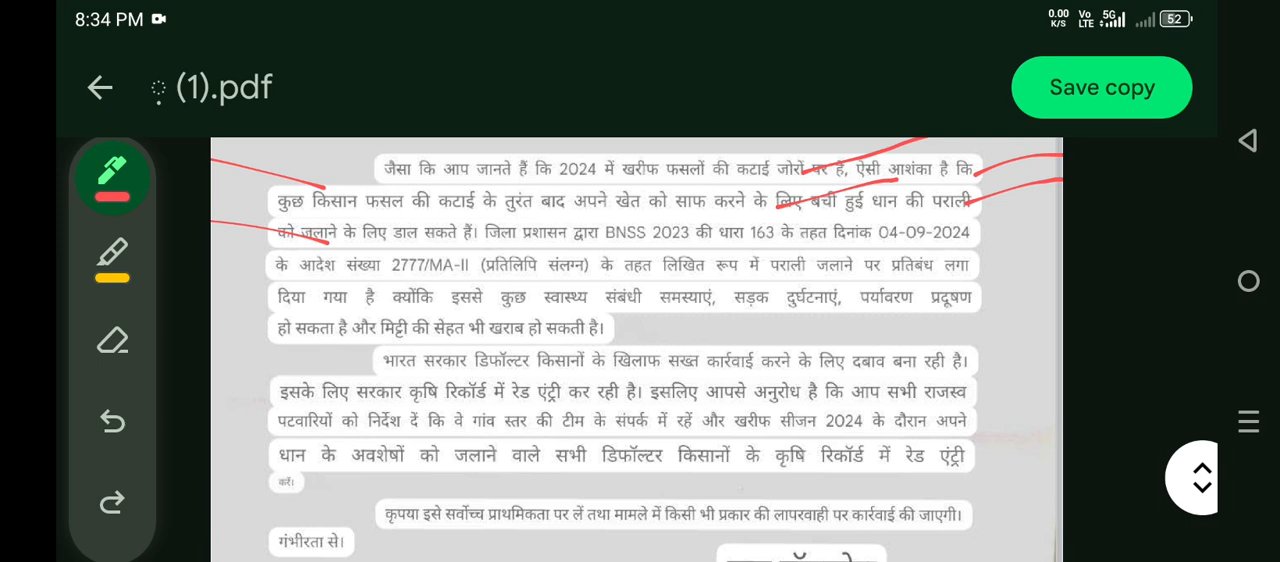 8:34 PM
0.00 K/S Vo LTE 5G 52
(1).pdf
Save copy
जैसा कि आप जानते हैं कि 2024 में खरीफ फसलों की कटाई जोरों पर है, ऐसी आशंका है कि
कुछ किसान फसल की कटाई के तुरंत बाद अपने खेत को साफ करने के लिए बची हुई धान की पराली
को जलाने के लिए डाल सकते हैं। जिला प्रशासन द्वारा BNSS 2023 की धारा 163 के तहत दिनांक 04-09-2024
के आदेश संख्या 2777/MA-II (प्रतिलिपि संलग्न) के तहत लिखित रूप में पराली जलाने पर प्रतिबंध लगा
दिया गया है क्योंकि इससे कुछ स्वास्थ्य संबंधी समस्याएं, सड़क दुर्घटनाएं, पर्यावरण प्रदूषण
हो सकता है और मिट्टी की सेहत भी खराब हो सकती है।
भारत सरकार डिफॉल्टर किसानों के खिलाफ सख्त कार्रवाई करने के लिए दबाव बना रही है।
इसके लिए सरकार कृषि रिकॉर्ड में रेड एंट्री कर रही है। इसलिए आपसे अनुरोध है कि आप सभी राजस्व
पटवारियों को निर्देश दें कि वे गांव स्तर की टीम के संपर्क में रहें और खरीफ सीजन 2024 के दौरान अपने
धान के अवशेषों को जलाने वाले सभी डिफॉल्टर किसानों के कृषि रिकॉर्ड में रेड एंट्री
करें।
कृपया इसे सर्वोच्च प्राथमिकता पर लें तथा मामले में किसी भी प्रकार की लापरवाही पर कार्रवाई की जाएगी।
गंभीरता से।